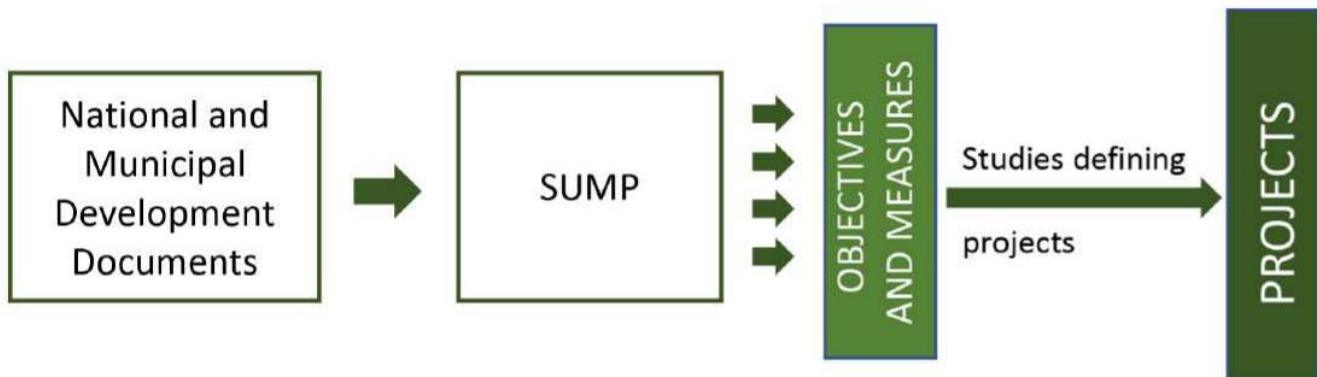 National and
Municipal
Development
Documents
SUMP
OBJECTIVES
AND MEASURES
Studies defining
projects
PROJECTS